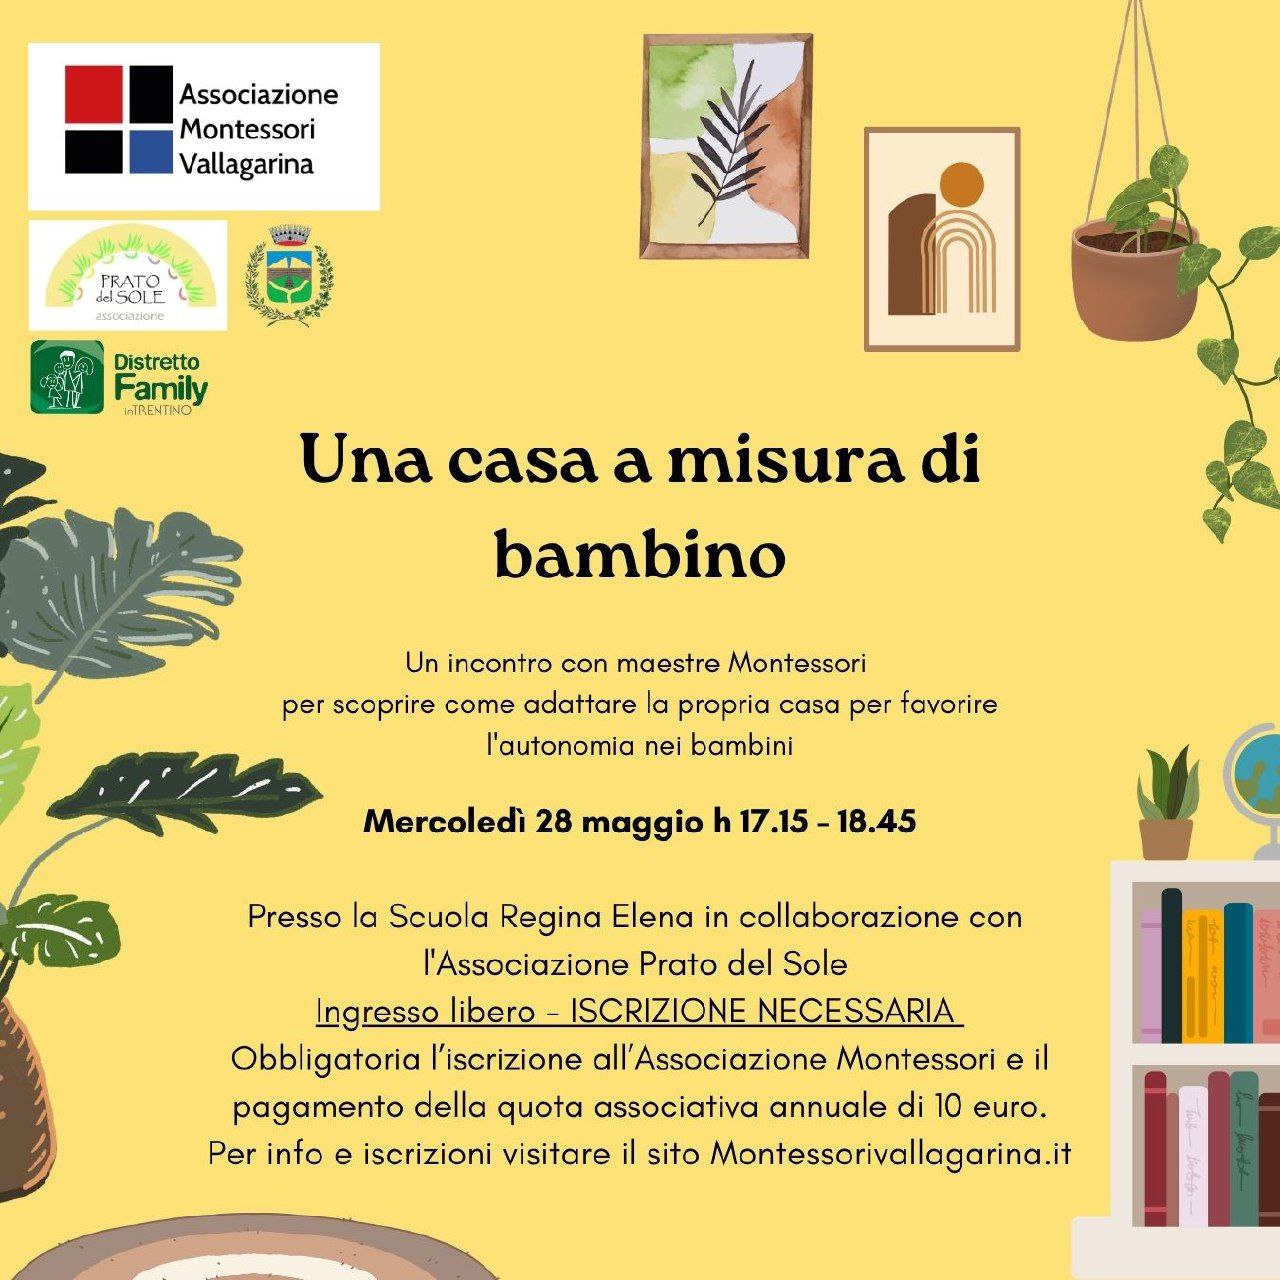 Associazione
Montessori
Vallagarina
PRATO
del SOLE
associazione
Distretto
Family
inTRENTINO
Una casa a misura di
bambino
Un incontro con maestre Montessori
per scoprire come adattare la propria casa per favorire
l'autonomia nei bambini
Mercoledì 28 maggio h 17.15 - 18.45
Presso la Scuola Regina Elena in collaborazione con
l'Associazione Prato del Sole
Ingresso libero - ISCRIZIONE NECESSARIA
Obbligatoria l’iscrizione all’Associazione Montessori e il
pagamento della quota associativa annuale di 10 euro.
Per info e iscrizioni visitare il sito Montessorivallagarina.it